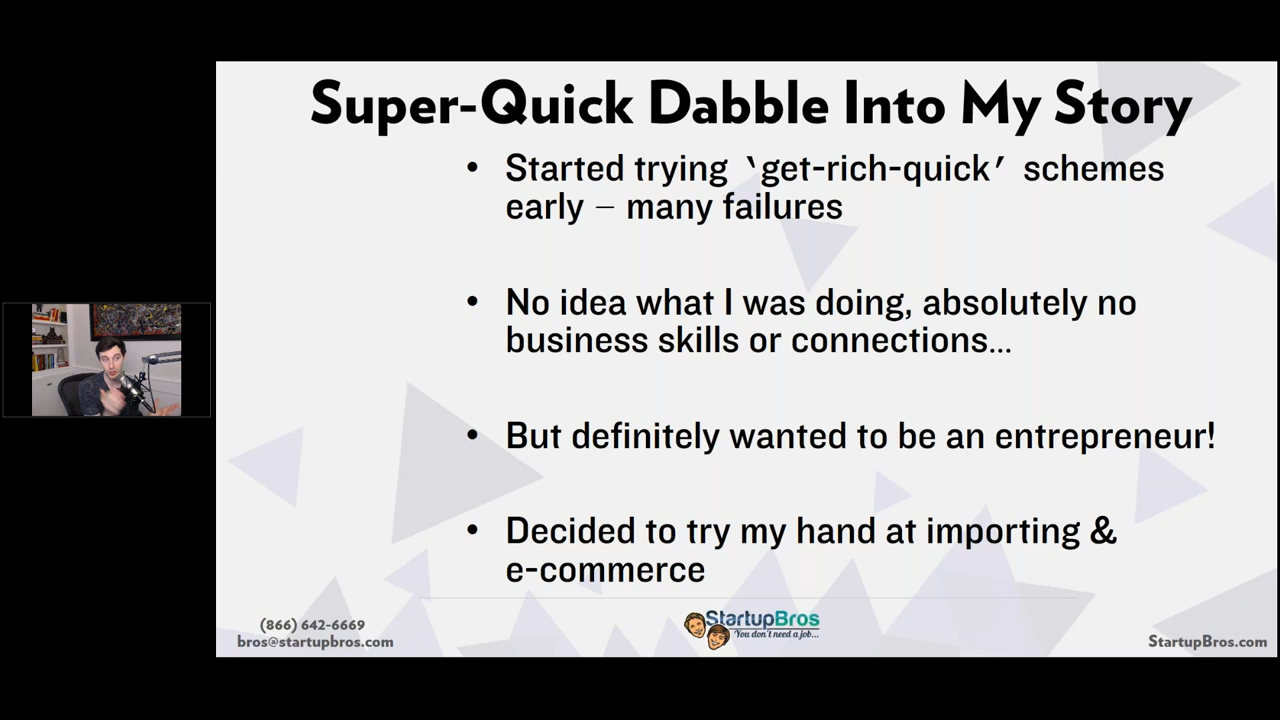 Super-Quick Dabble Into My Story
• Started trying ‘get-rich-quick’ schemes
early – many failures
• No idea what I was doing, absolutely no
business skills or connections...
• But definitely wanted to be an entrepreneur!
• Decided to try my hand at importing &
e-commerce
(866) 642-6669
bros@startupbros.com
StartupBros
"You don't need a job...
StartupBros.com